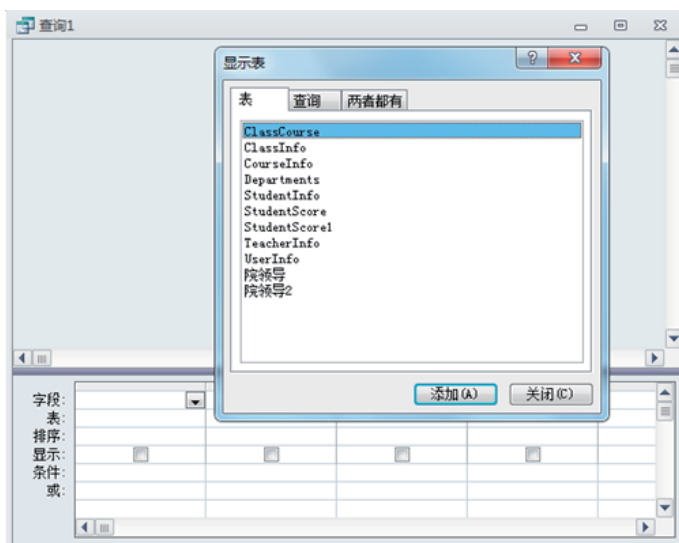 查询1
显示表
表 查询 两者都有
ClassCourse
ClassInfo
CourseInfo
Departments
StudentInfo
StudentScore
StudentScore1
TeacherInfo
UserInfo
院领导
院领导2
添加(A) 关闭(C)
字段:
表:
排序:
显示:
条件:
或: